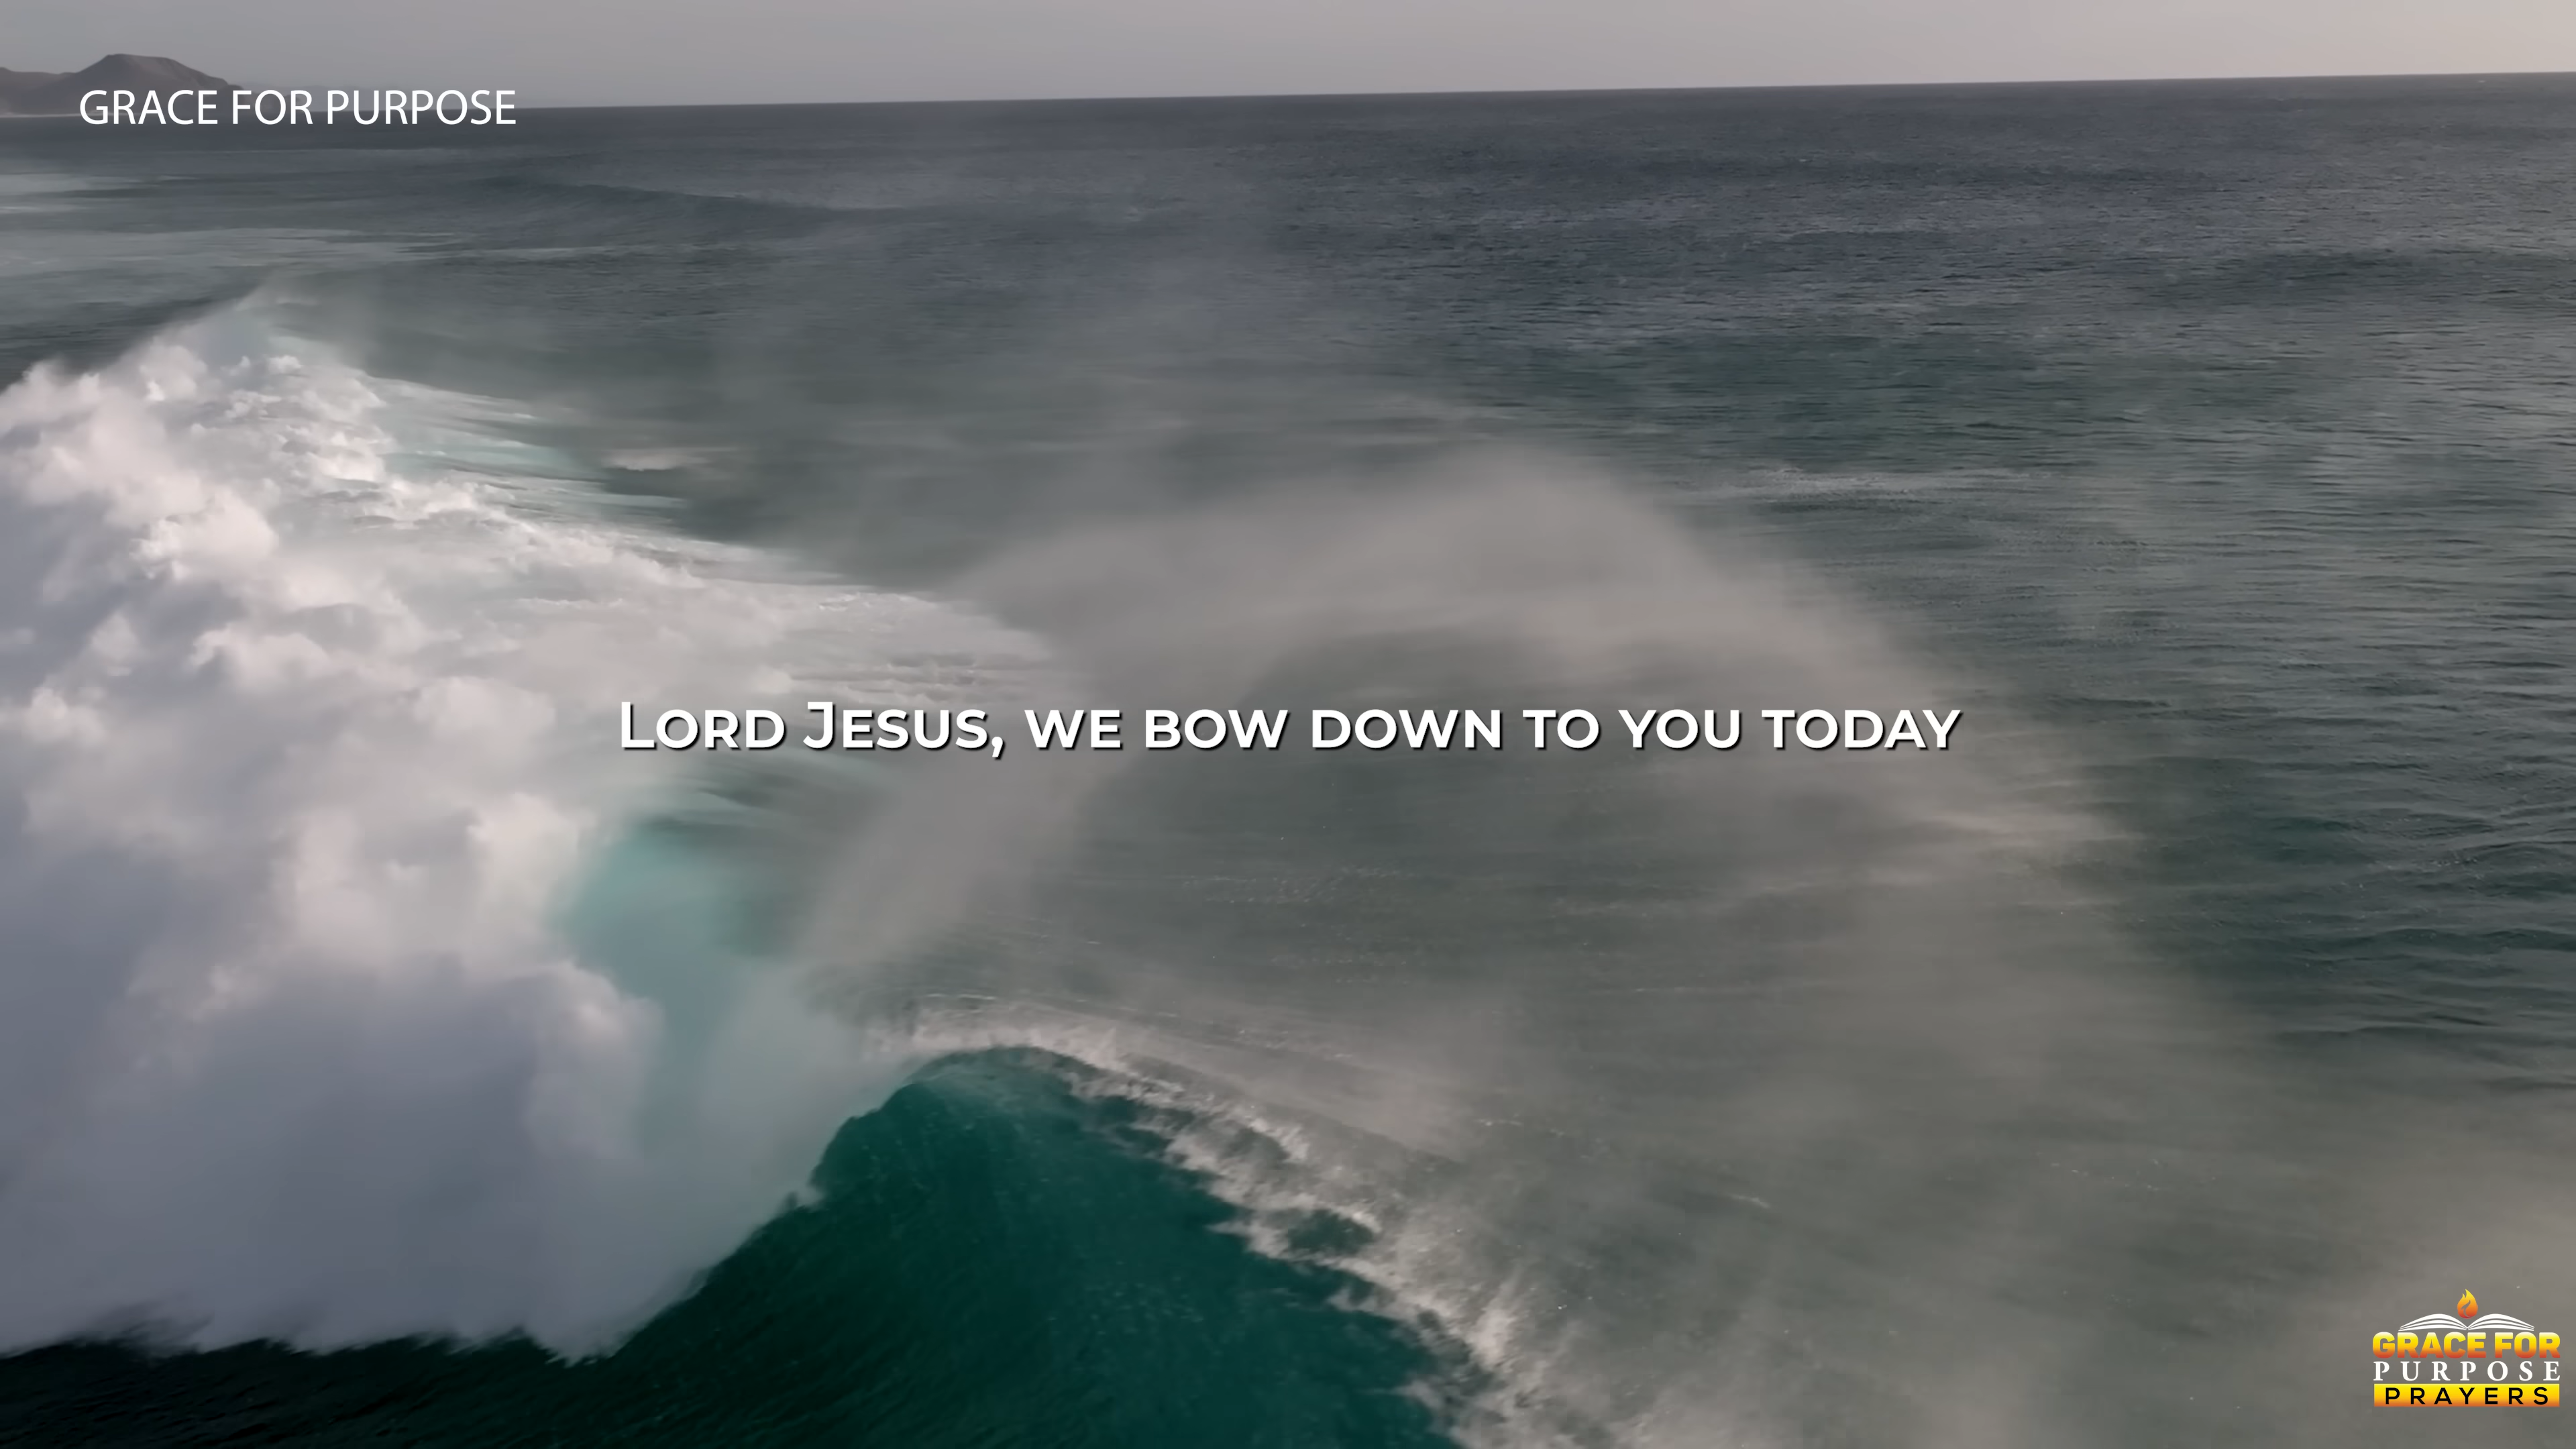 GRACE FOR PURPOSE
LORD JESUS, WE BOW DOWN TO YOU TODAY
GRACE FOR
PURPOSE
PRAYERS